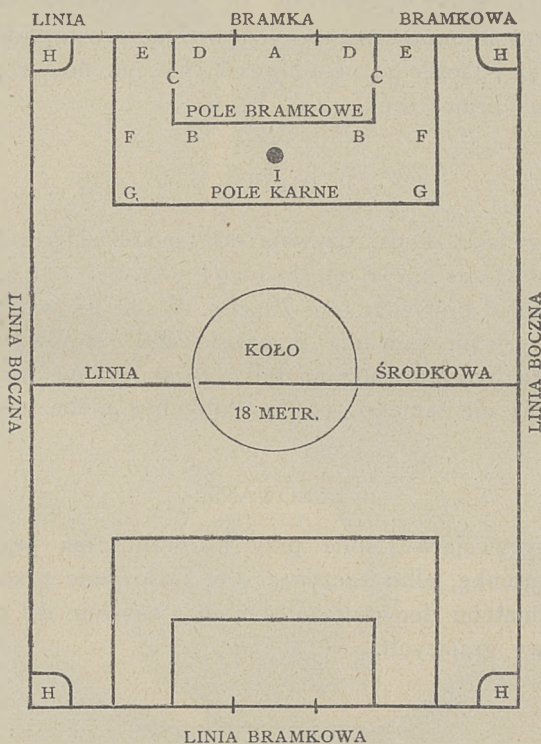 LINIA BRAMKA BRAMKOWA
H E D A D E H
C C
POLE BRAMKOWE
F B B F
I
G POLE KARNE G
LINIA BOCZNA
LINIA BOCZNA
KOŁO
LINIA ŚRODKOWA
18 METR.
H H
LINIA BRAMKOWA